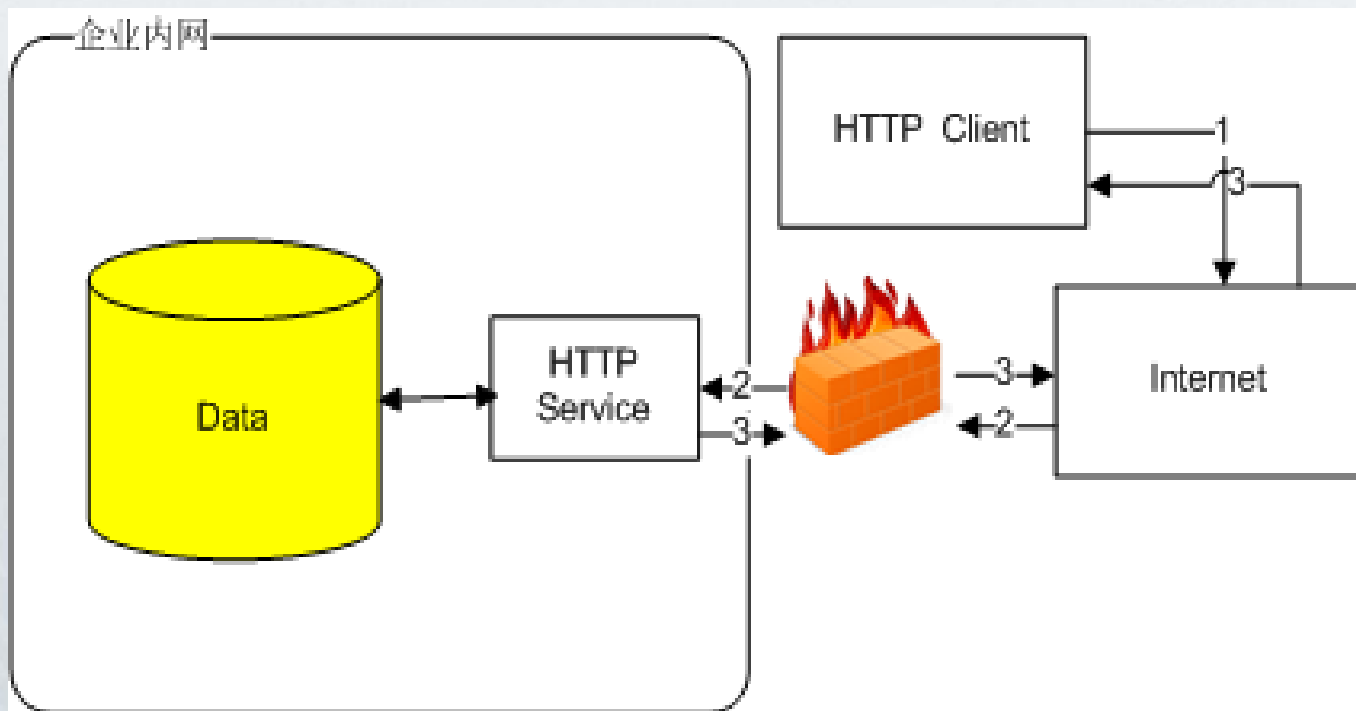 企业内网
HTTP Client
1
3
HTTP
Service
Data
2
3
3
2
Internet